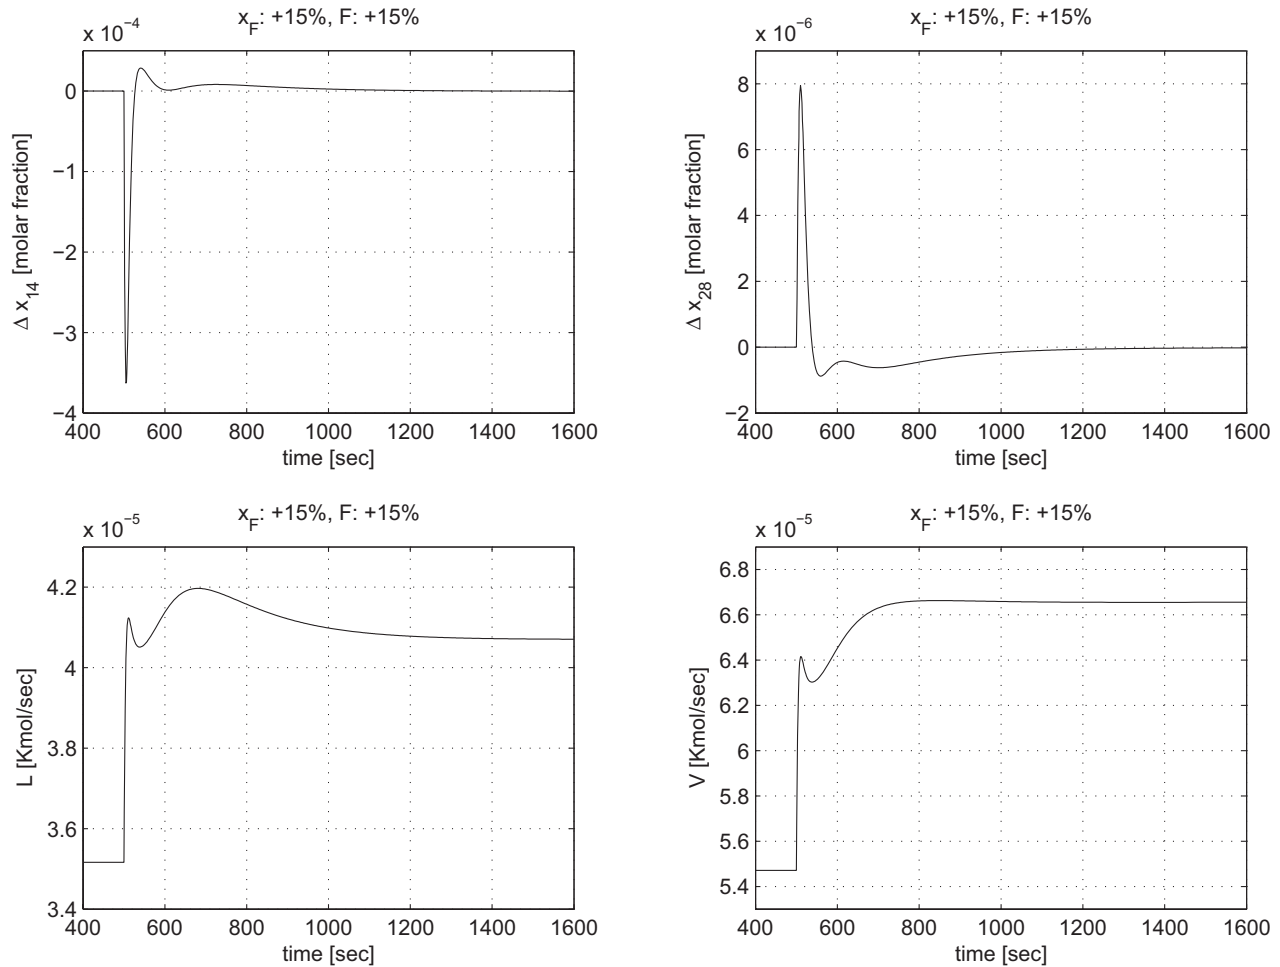 x_F: +15%, F: +15%
x 10^−4
0
−1
−2
−3
−4
Δ x_14 [molar fraction]
400 600 800 1000 1200 1400 1600
time [sec]
x_F: +15%, F: +15%
x 10^−6
8
6
4
2
0
−2
Δ x_28 [molar fraction]
400 600 800 1000 1200 1400 1600
time [sec]
x_F: +15%, F: +15%
x 10^−5
4.2
4
3.8
3.6
3.4
L [Kmol/sec]
400 600 800 1000 1200 1400 1600
time [sec]
x_F: +15%, F: +15%
x 10^−5
6.8
6.6
6.4
6.2
6
5.8
5.6
5.4
V [Kmol/sec]
400 600 800 1000 1200 1400 1600
time [sec]